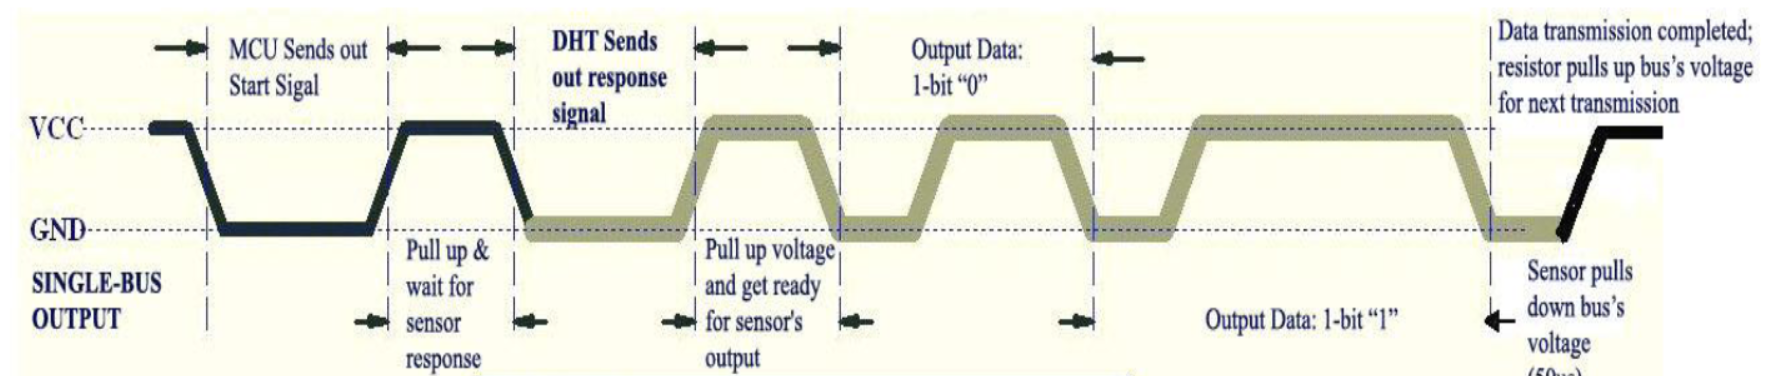 MCU Sends out
Start Sigal
DHT Sends
out response
signal
Output Data:
1-bit “0”
Data transmission completed;
resistor pulls up bus’s voltage
for next transmission
VCC
GND
SINGLE-BUS
OUTPUT
Pull up &
wait for
sensor
response
Pull up voltage
and get ready
for sensor's
output
Output Data: 1-bit “1”
Sensor pulls
down bus’s
voltage